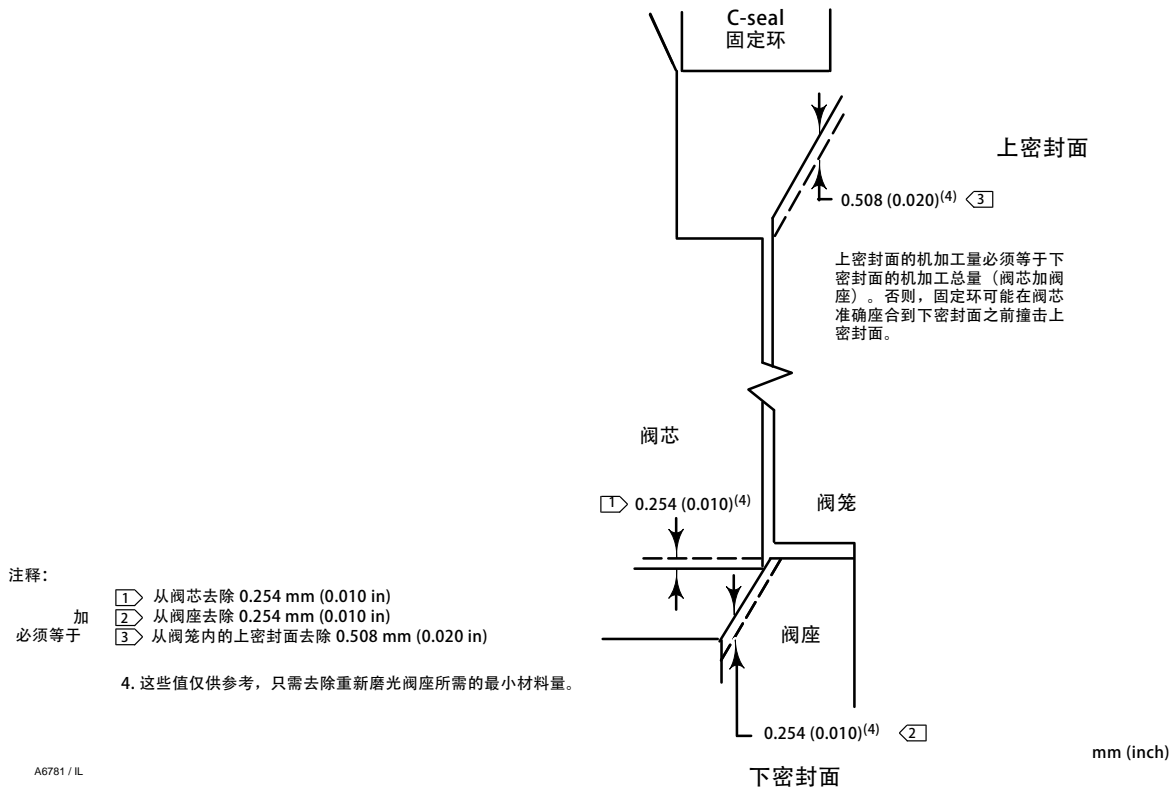 C-seal
固定环
上密封面
0.508 (0.020)(4) 3
上密封面的机加工量必须等于下
密封面的机加工总量（阀芯加阀
座）。否则，固定环可能在阀芯
准确座合到下密封面之前撞击上
密封面。
阀芯
1 0.254 (0.010)(4)
阀笼
注释：
1 从阀芯去除 0.254 mm (0.010 in)
加 2 从阀座去除 0.254 mm (0.010 in)
必须等于 3 从阀笼内的上密封面去除 0.508 mm (0.020 in)
4. 这些值仅供参考，只需去除重新磨光阀座所需的最小材料量。
阀座
0.254 (0.010)(4) 2
下密封面
mm (inch)
A6781 / IL